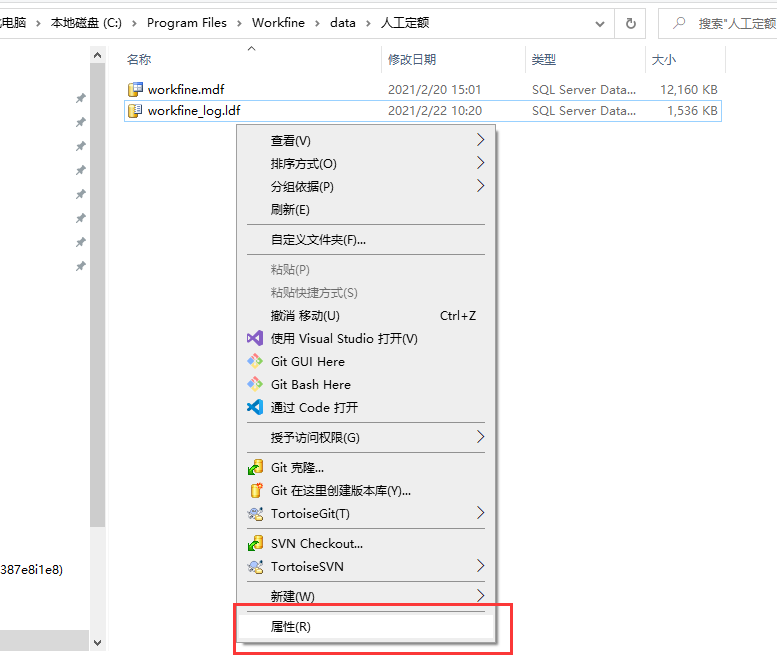 此电脑 › 本地磁盘 (C:) › Program Files › Workfine › data › 人工定额
搜索"人工定额
名称 修改日期 类型 大小
workfine.mdf 2021/2/20 15:01 SQL Server Data... 12,160 KB
workfine_log.ldf 2021/2/22 10:20 SQL Server Data... 1,536 KB
查看(V)
排序方式(O)
分组依据(P)
刷新(E)
自定义文件夹(F)...
粘贴(P)
粘贴快捷方式(S)
撤消 移动(U) Ctrl+Z
使用 Visual Studio 打开(V)
Git GUI Here
Git Bash Here
通过 Code 打开
授予访问权限(G)
Git 克隆...
Git 在这里创建版本库(Y)...
TortoiseGit(T)
SVN Checkout...
TortoiseSVN
387e8i1e8)
新建(W)
属性(R)